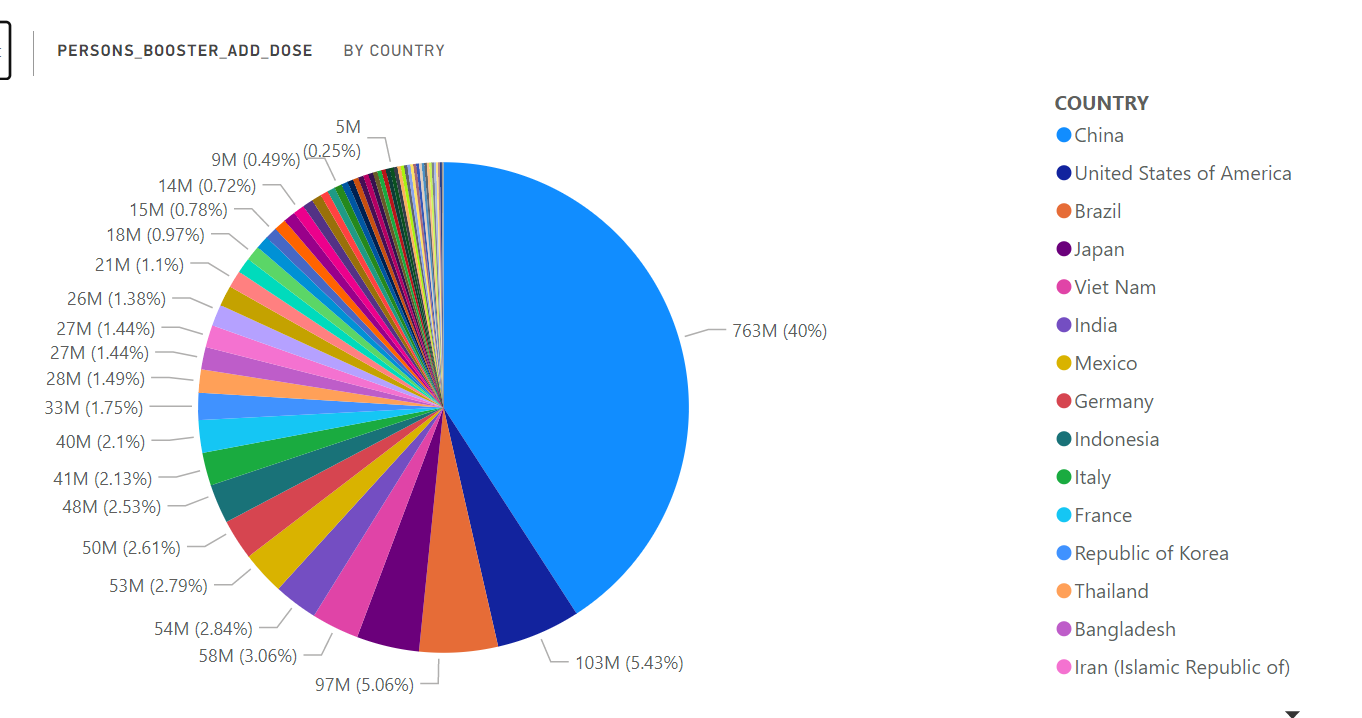 PERSONS_BOOSTER_ADD_DOSE BY COUNTRY
5M
(0.25%)
9M (0.49%)
14M (0.72%)
15M (0.78%)
18M (0.97%)
21M (1.1%)
26M (1.38%)
27M (1.44%)
27M (1.44%)
28M (1.49%)
33M (1.75%)
40M (2.1%)
41M (2.13%)
48M (2.53%)
50M (2.61%)
53M (2.79%)
54M (2.84%)
58M (3.06%)
97M (5.06%)
103M (5.43%)
763M (40%)
COUNTRY
China
United States of America
Brazil
Japan
Viet Nam
India
Mexico
Germany
Indonesia
Italy
France
Republic of Korea
Thailand
Bangladesh
Iran (Islamic Republic of)